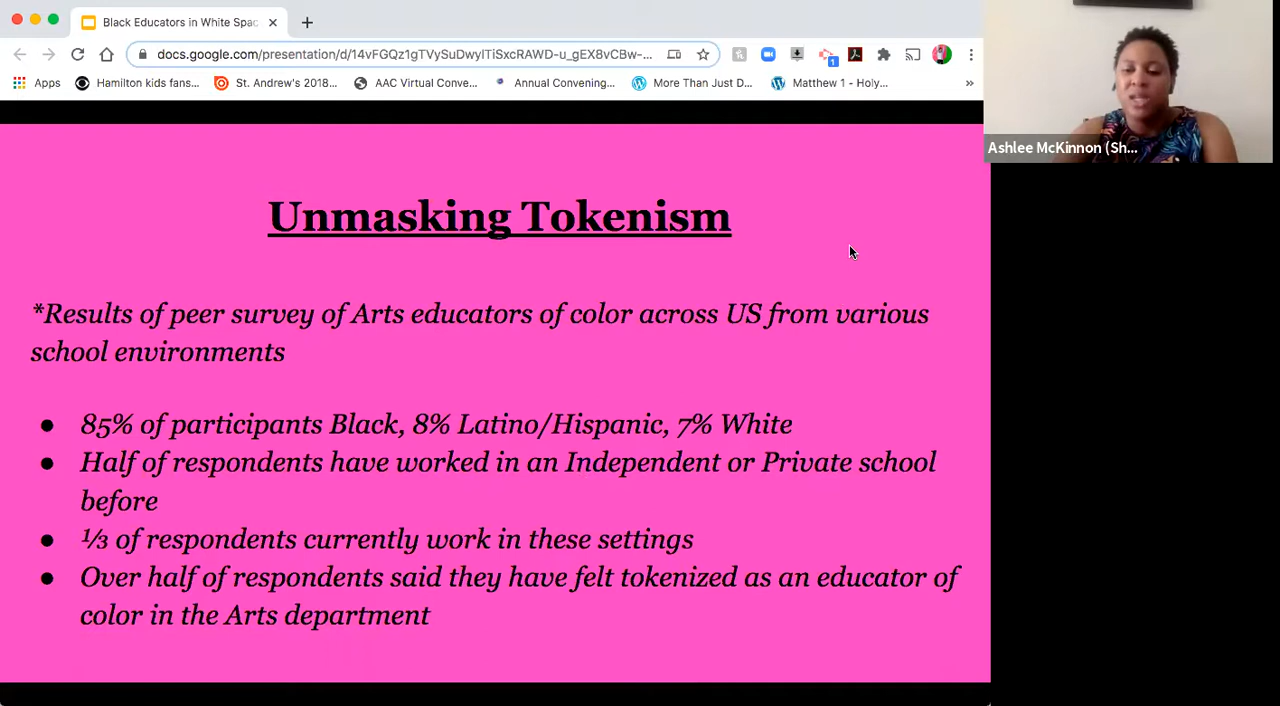 Black Educators in White Spac
docs.google.com/presentation/d/14vFGQz1gTVySuDwylTiSxcRAWD-u_gEX8vCBw-...
Apps
Hamilton kids fans...
St. Andrew's 2018...
AAC Virtual Conve...
Annual Convening...
More Than Just D...
Matthew 1 - Holy...
»
1
Ashlee McKinnon (Sh...
Unmasking Tokenism
*Results of peer survey of Arts educators of color across US from various
school environments
● 85% of participants Black, 8% Latino/Hispanic, 7% White
● Half of respondents have worked in an Independent or Private school
before
● ⅓ of respondents currently work in these settings
● Over half of respondents said they have felt tokenized as an educator of
color in the Arts department